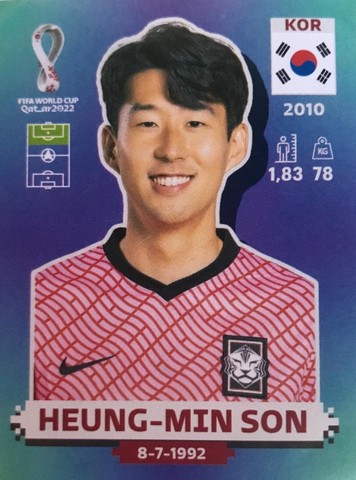 KOR
FIFA WORLD CUP
Qatar2022
2010
KG
1,83 78
HEUNG-MIN SON
8-7-1992